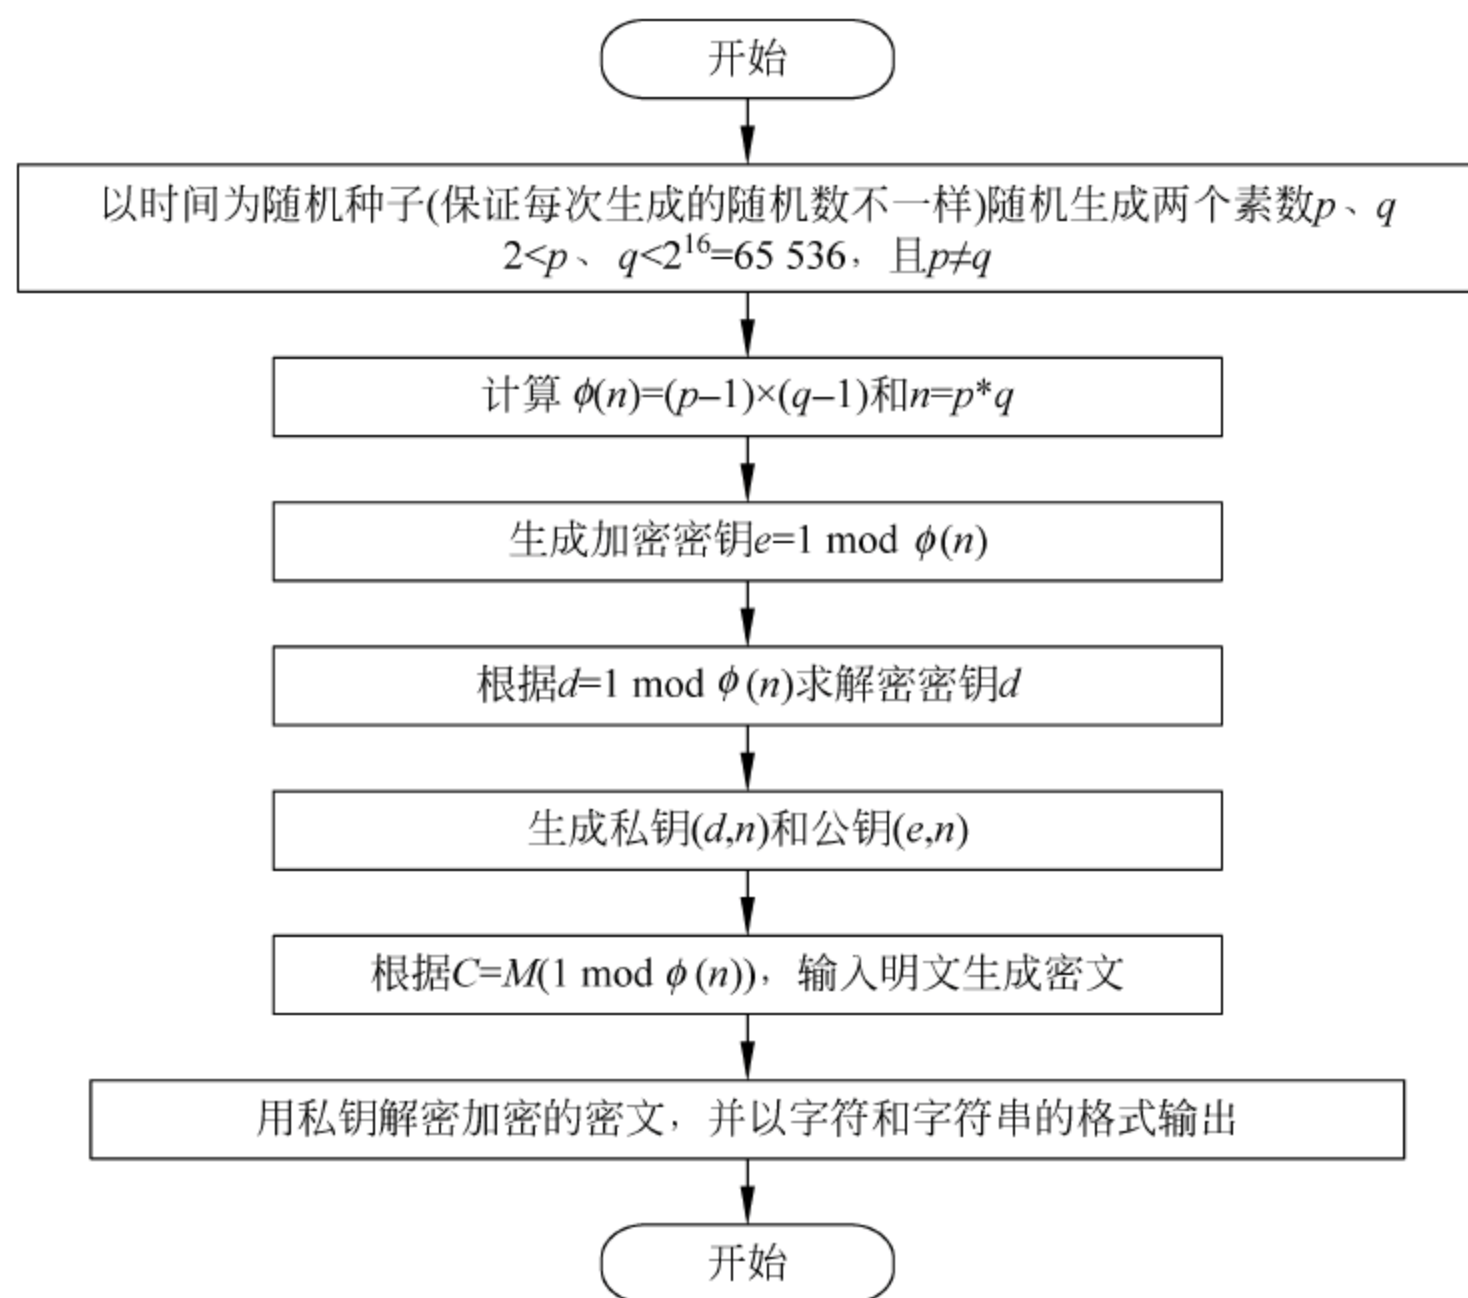 开始
以时间为随机种子(保证每次生成的随机数不一样)随机生成两个素数p、q
2<p、q<2¹⁶=65 536，且p≠q
计算 ϕ(n)=(p–1)×(q–1)和n=p*q
生成加密密钥e=1 mod ϕ(n)
根据d=1 mod ϕ(n)求解密密钥d
生成私钥(d,n)和公钥(e,n)
根据C=M(1 mod ϕ(n))，输入明文生成密文
用私钥解密加密的密文，并以字符和字符串的格式输出
开始